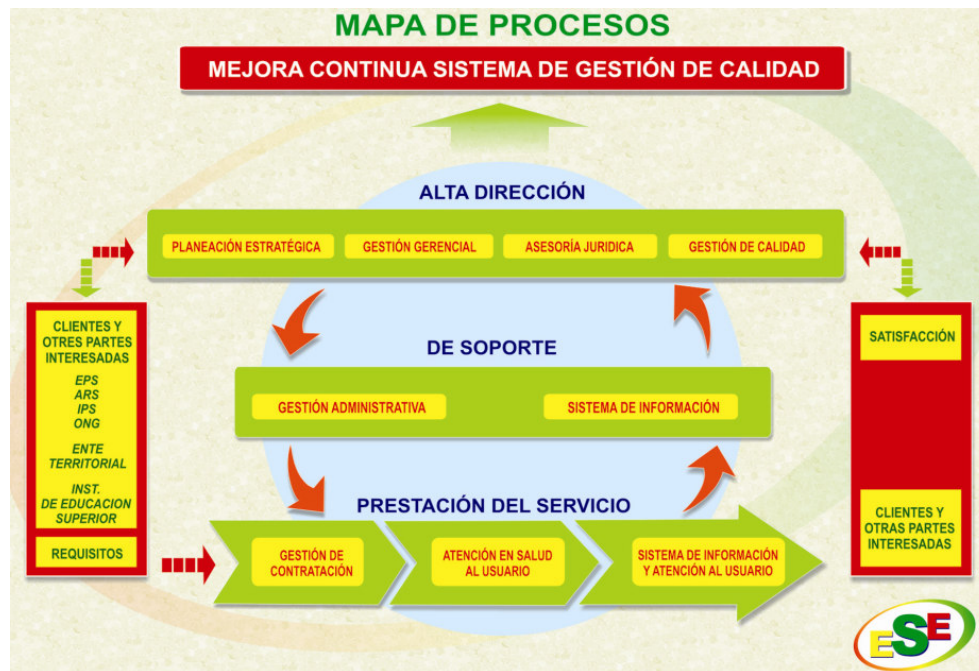 MAPA DE PROCESOS
MEJORA CONTINUA SISTEMA DE GESTIÓN DE CALIDAD
ALTA DIRECCIÓN
PLANEACIÓN ESTRATÉGICA
GESTIÓN GERENCIAL
ASESORÍA JURIDICA
GESTIÓN DE CALIDAD
CLIENTES Y
OTRAS PARTES
INTERESADAS
EPS
ARS
IPS
ONG
ENTE
TERRITORIAL
INST.
DE EDUCACION
SUPERIOR
REQUISITOS
DE SOPORTE
GESTIÓN ADMINISTRATIVA
SISTEMA DE INFORMACIÓN
PRESTACIÓN DEL SERVICIO
GESTIÓN DE
CONTRATACIÓN
ATENCIÓN EN SALUD
AL USUARIO
SISTEMA DE INFORMACIÓN
Y ATENCIÓN AL USUARIO
SATISFACCIÓN
CLIENTES Y
OTRAS PARTES
INTERESADAS
ESE